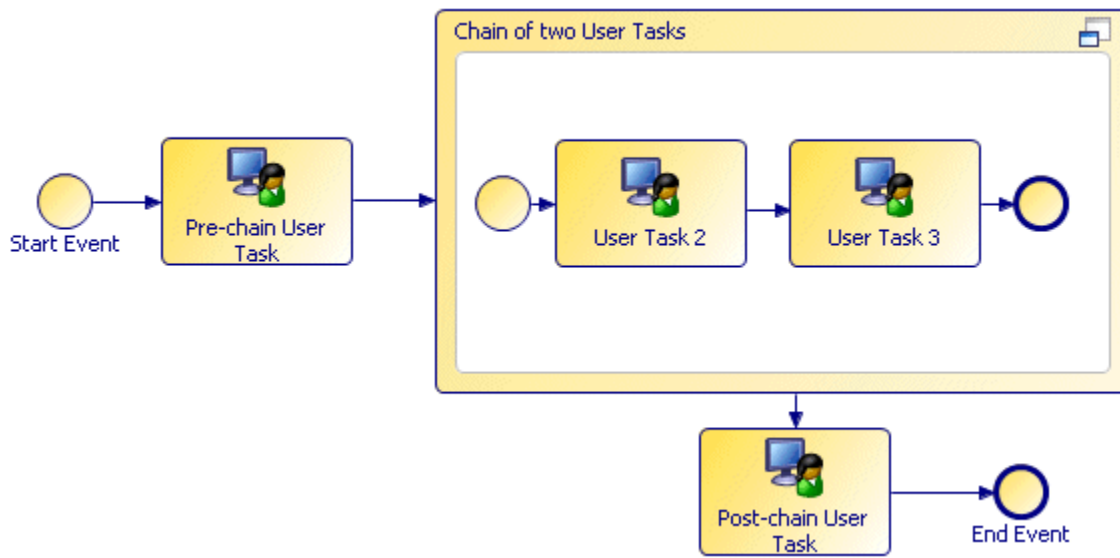 Chain of two User Tasks
Start Event
Pre-chain User
Task
User Task 2
User Task 3
Post-chain User
Task
End Event